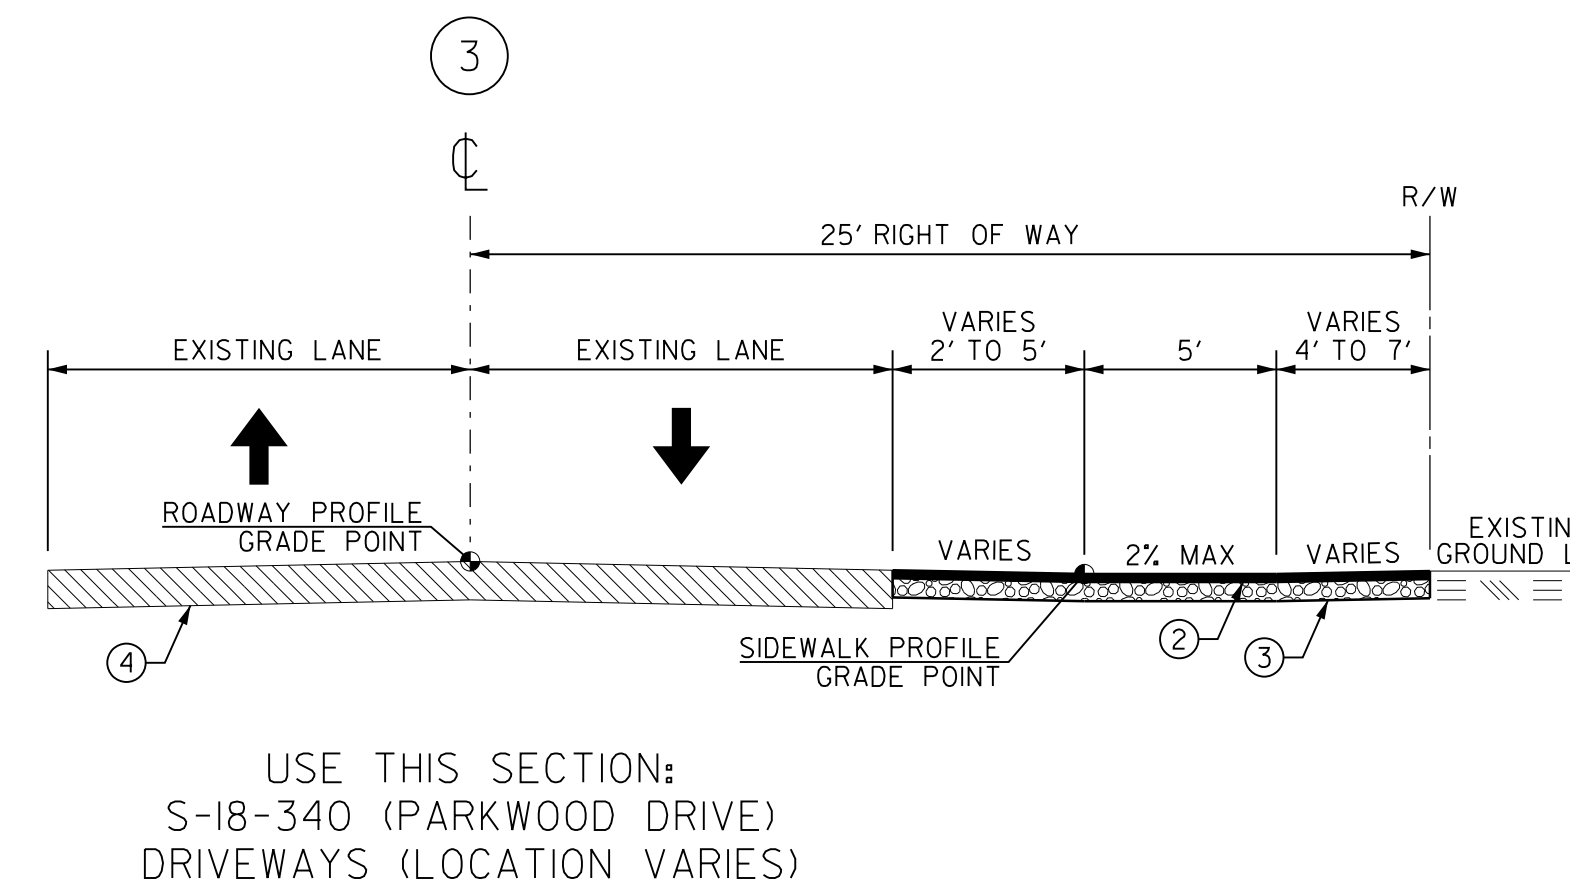 3
℄
R/W
25' RIGHT OF WAY
VARIES
2' TO 5'
VARIES
4' TO 7'
EXISTING LANE
EXISTING LANE
5'
ROADWAY PROFILE
GRADE POINT
VARIES
2% MAX
VARIES
EXISTIN
GROUND L
SIDEWALK PROFILE
GRADE POINT
4
2
3
USE THIS SECTION:
S-18-340 (PARKWOOD DRIVE)
DRIVEWAYS (LOCATION VARIES)